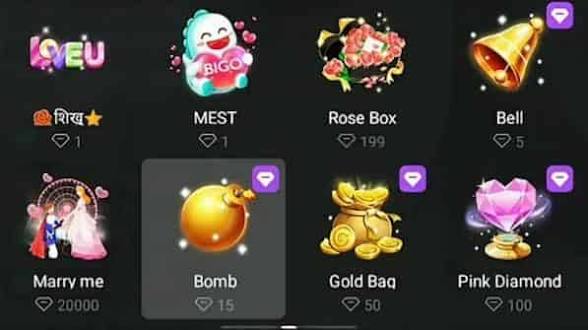 LOVEU
BIGO
🌹शिखु⭐ MEST Rose Box Bell
1 1 199 5
Marry me Bomb Gold Bag Pink Diamond
20000 15 50 100